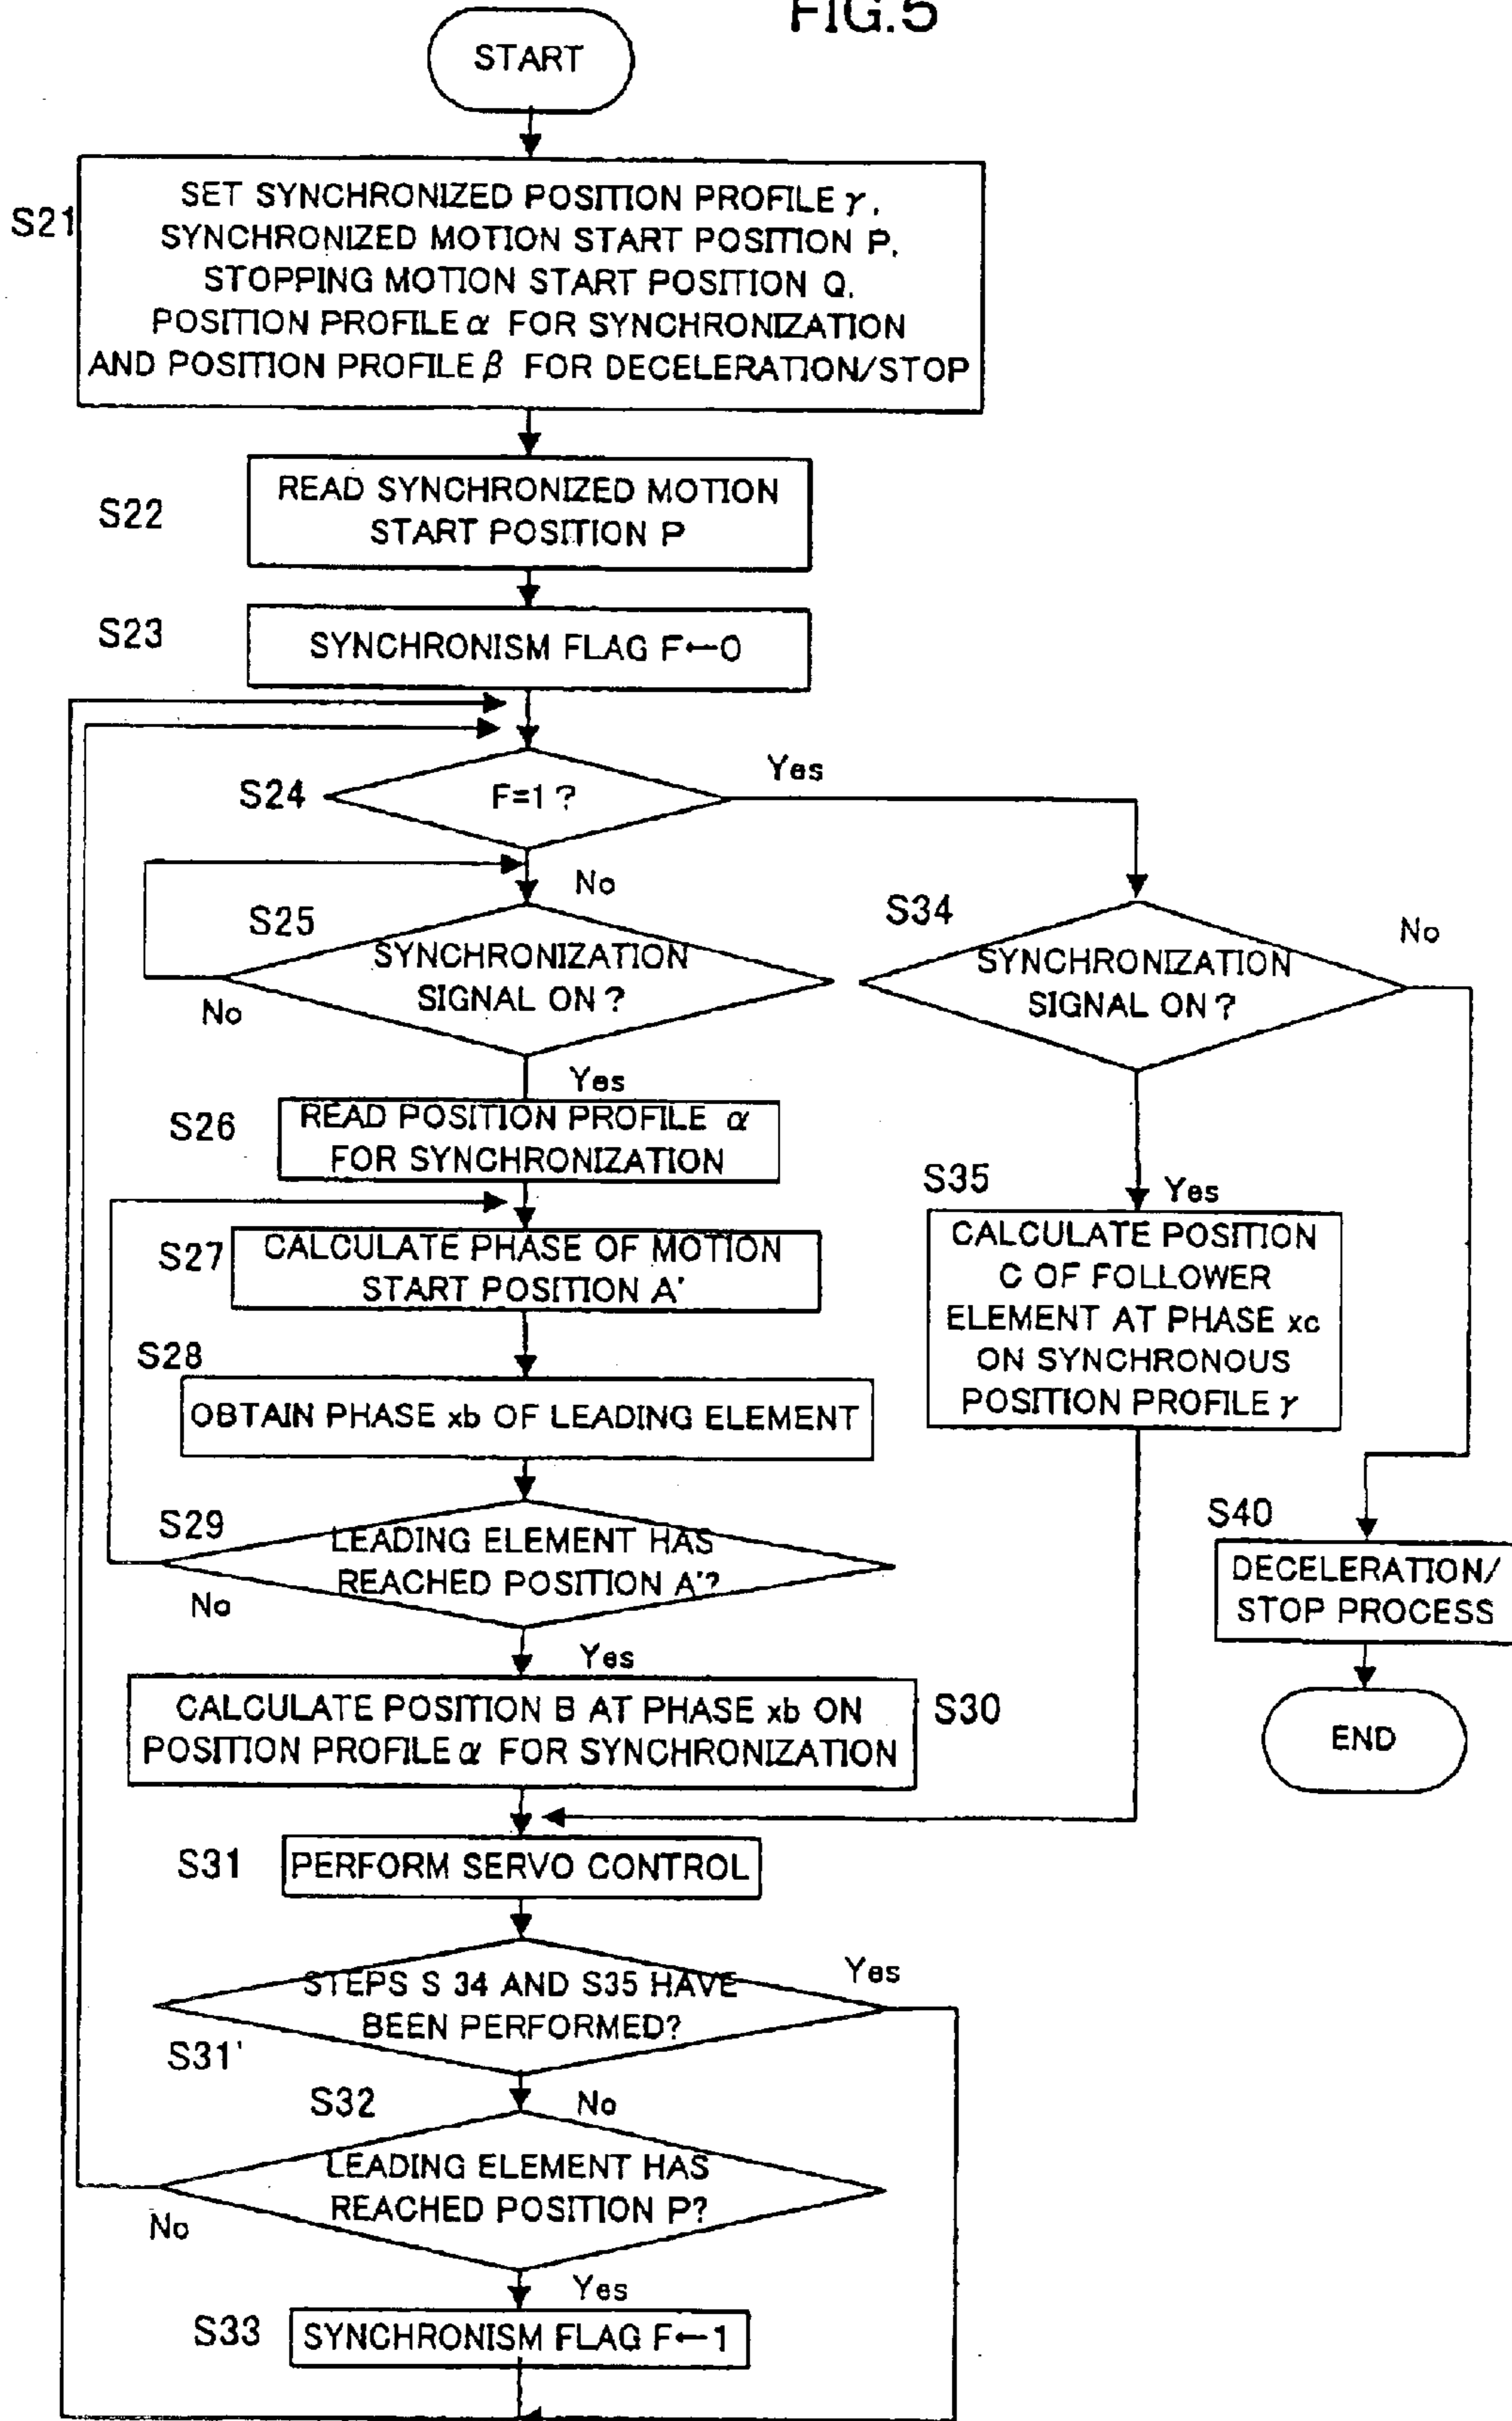 FIG.5
START
S21
SET SYNCHRONIZED POSITION PROFILE γ,
SYNCHRONIZED MOTION START POSITION P,
STOPPING MOTION START POSITION Q,
POSITION PROFILE α FOR SYNCHRONIZATION
AND POSITION PROFILE β FOR DECELERATION/STOP
S22
READ SYNCHRONIZED MOTION
START POSITION P
S23
SYNCHRONISM FLAG F←0
S24
F=1 ?
Yes
No
S25
SYNCHRONIZATION
SIGNAL ON ?
No
Yes
S34
SYNCHRONIZATION
SIGNAL ON ?
No
Yes
S26
READ POSITION PROFILE α
FOR SYNCHRONIZATION
S35
CALCULATE POSITION
C OF FOLLOWER
ELEMENT AT PHASE xc
ON SYNCHRONOUS
POSITION PROFILE γ
S27
CALCULATE PHASE OF MOTION
START POSITION A'
S28
OBTAIN PHASE xb OF LEADING ELEMENT
S29
LEADING ELEMENT HAS
REACHED POSITION A'?
No
Yes
S40
DECELERATION/
STOP PROCESS
END
CALCULATE POSITION B AT PHASE xb ON
POSITION PROFILE α FOR SYNCHRONIZATION
S30
S31
PERFORM SERVO CONTROL
STEPS S 34 AND S35 HAVE
BEEN PERFORMED?
Yes
S31'
No
S32
LEADING ELEMENT HAS
REACHED POSITION P?
No
Yes
S33
SYNCHRONISM FLAG F←1